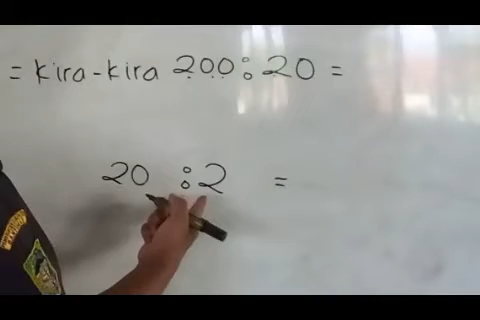 = kira-kira 200 : 20 =
20 : 2 =